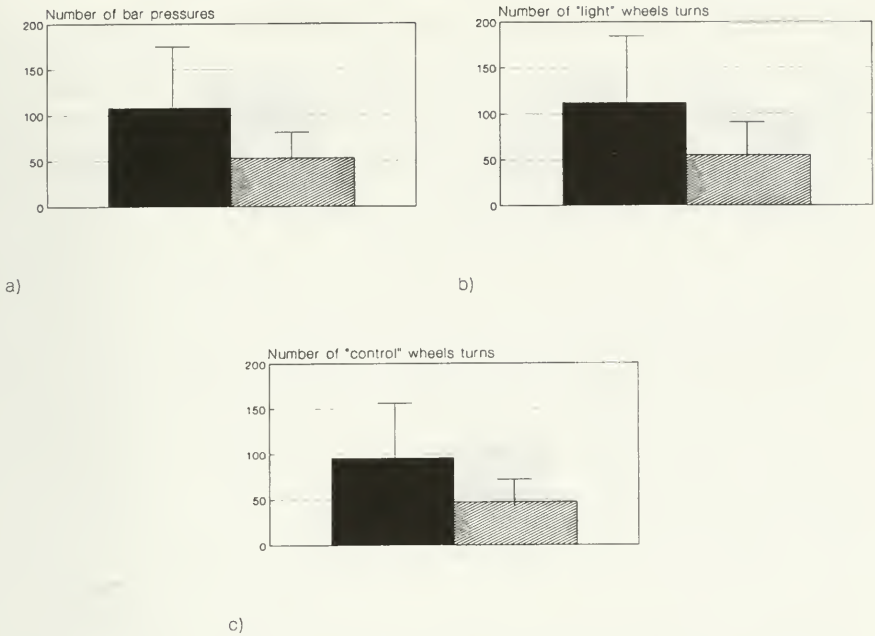 Number of bar pressures
200
150
100
50
0
a)
Number of "light" wheels turns
200
150
100
50
0
b)
Number of "control" wheels turns
200
150
100
50
0
c)